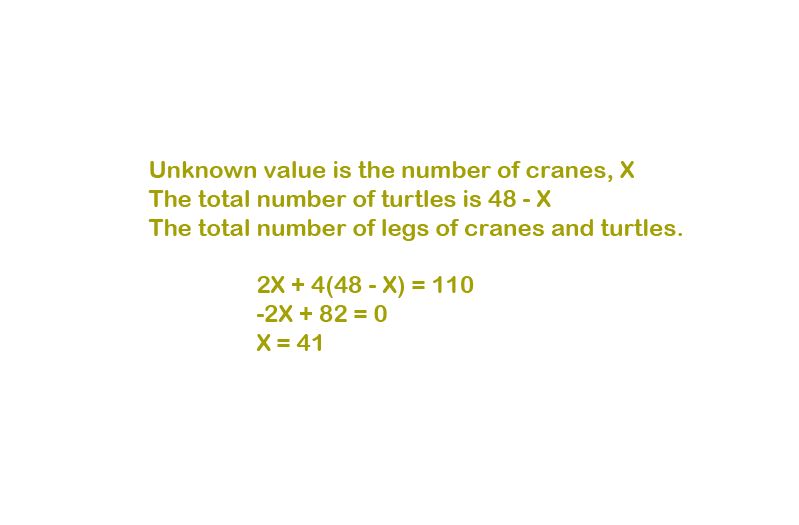 Unknown value is the number of cranes, X
The total number of turtles is 48 - X
The total number of legs of cranes and turtles.
2X + 4(48 - X) = 110
-2X + 82 = 0
X = 41